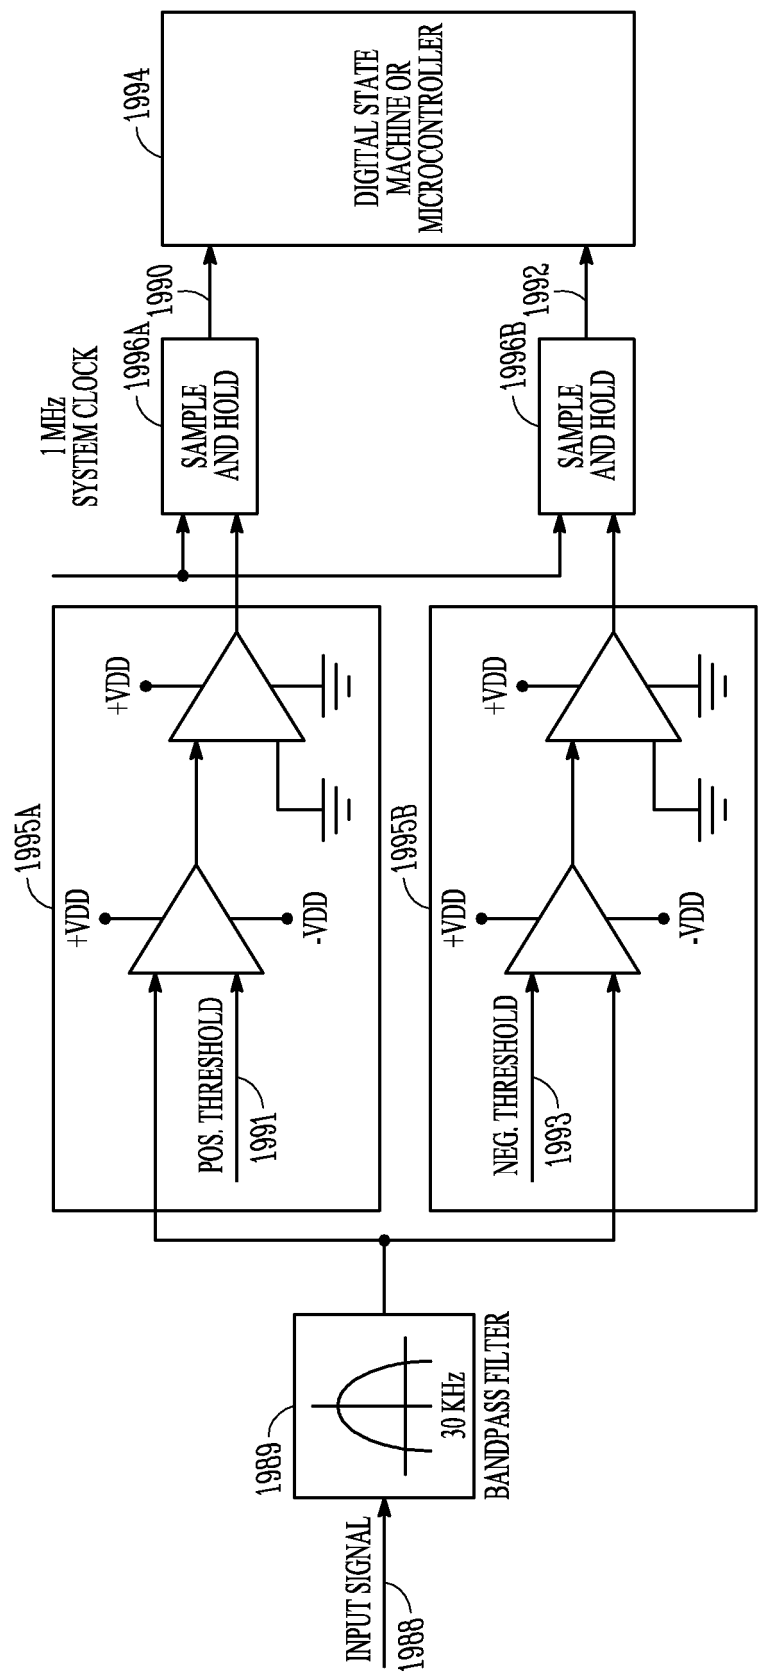 INPUT SIGNAL
1988
1989
30 KHz
BANDPASS FILTER
1995A
+VDD
-VDD
POS. THRESHOLD
1991
+VDD
1995B
+VDD
-VDD
NEG. THRESHOLD
1993
+VDD
1 MHz
SYSTEM CLOCK
1996A
SAMPLE
AND HOLD
1990
1996B
SAMPLE
AND HOLD
1992
1994
DIGITAL STATE
MACHINE OR
MICROCONTROLLER